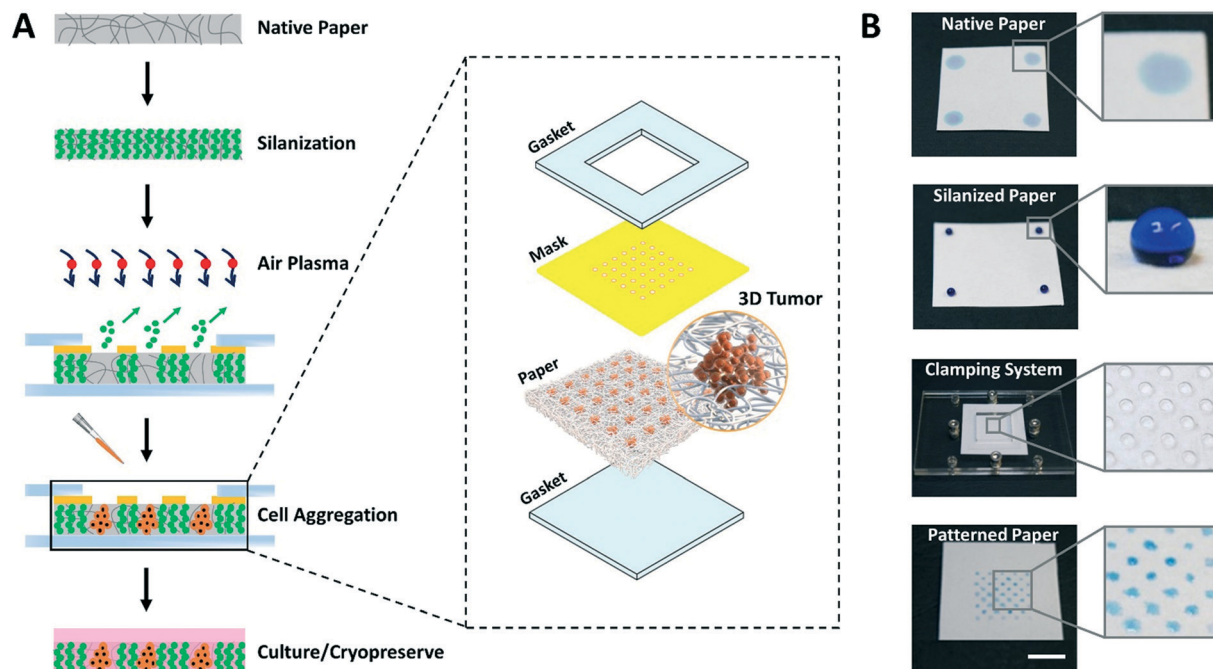 A
Native Paper
Silanization
Air Plasma
Cell Aggregation
Culture/Cryopreserve
Gasket
Mask
3D Tumor
Paper
Gasket
B
Native Paper
Silanized Paper
Clamping System
Patterned Paper